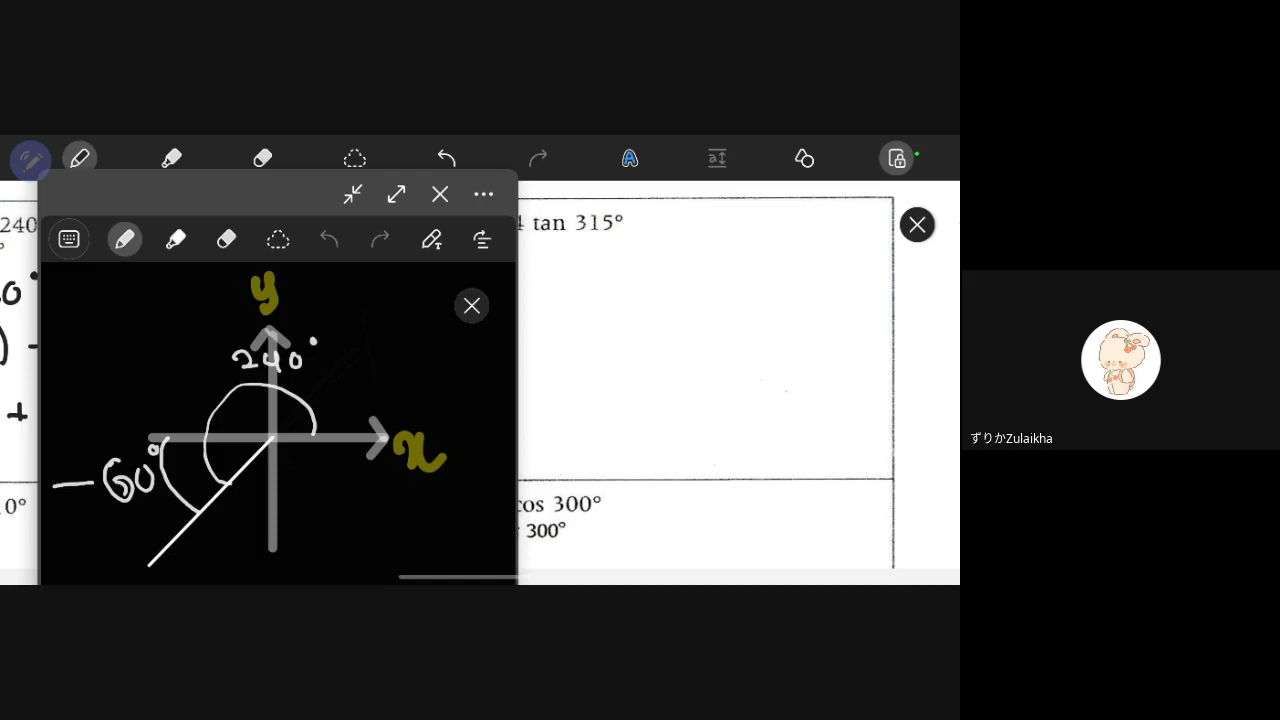 240
4 tan 315°
y
240°
x
-60°
0
+
0°
cos 300°
300°
ずりかZulaikha